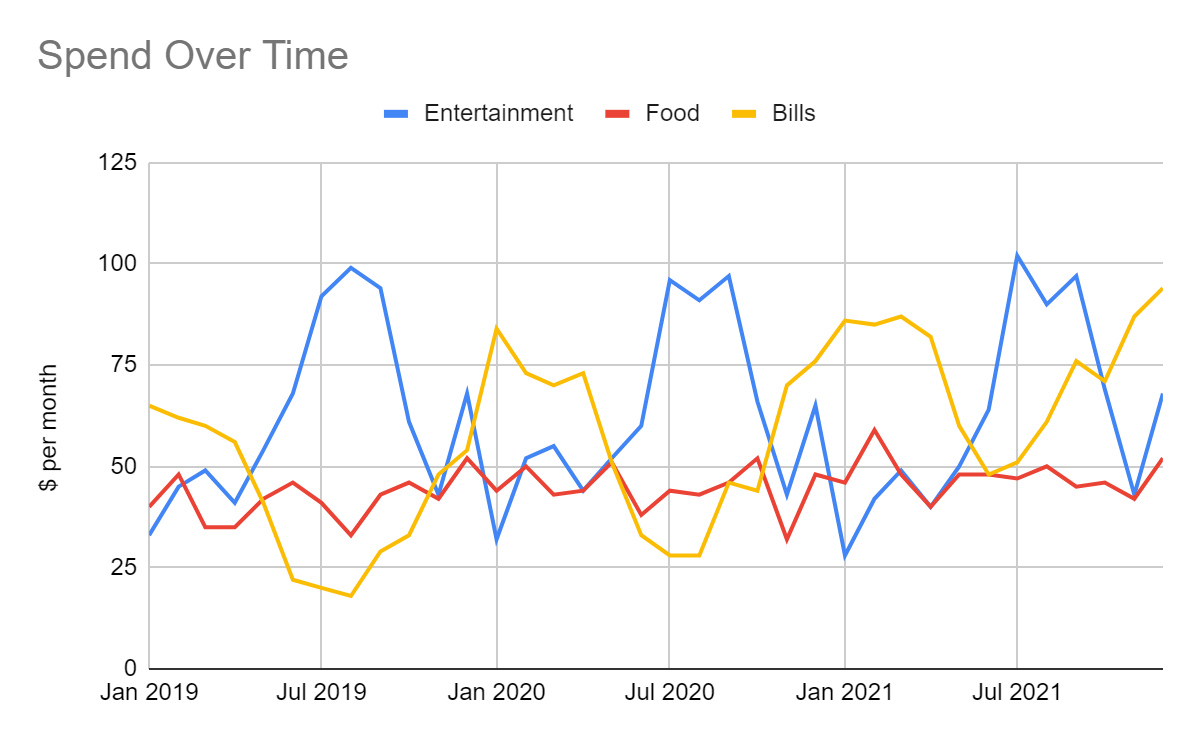 Spend Over Time
Entertainment Food Bills
125
100
75
50
25
0
$ per month
Jan 2019 Jul 2019 Jan 2020 Jul 2020 Jan 2021 Jul 2021